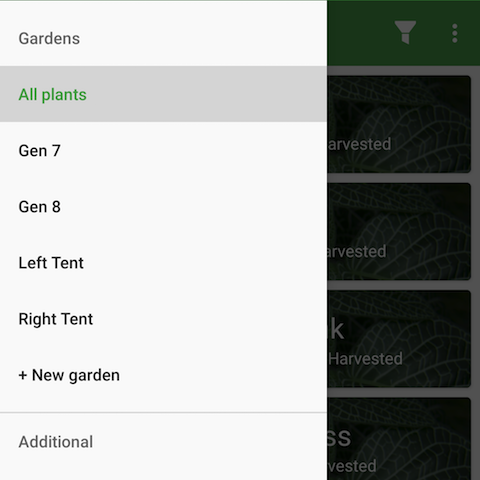 Gardens
All plants
Gen 7
Gen 8
Left Tent
Right Tent
+ New garden
Additional
arvested
arvested
k
Harvested
ss
vested